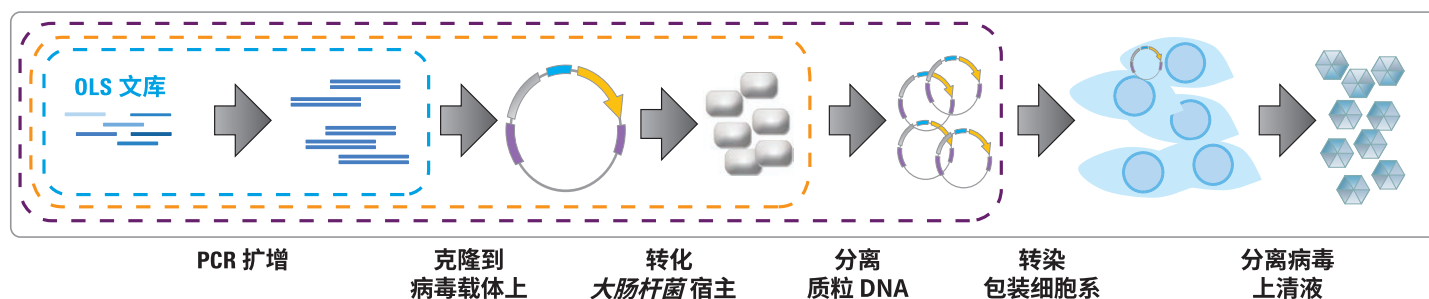 OLS 文库
PCR 扩增
克隆到
病毒载体上
转化
大肠杆菌 宿主
分离
质粒 DNA
转染
包装细胞系
分离病毒
上清液